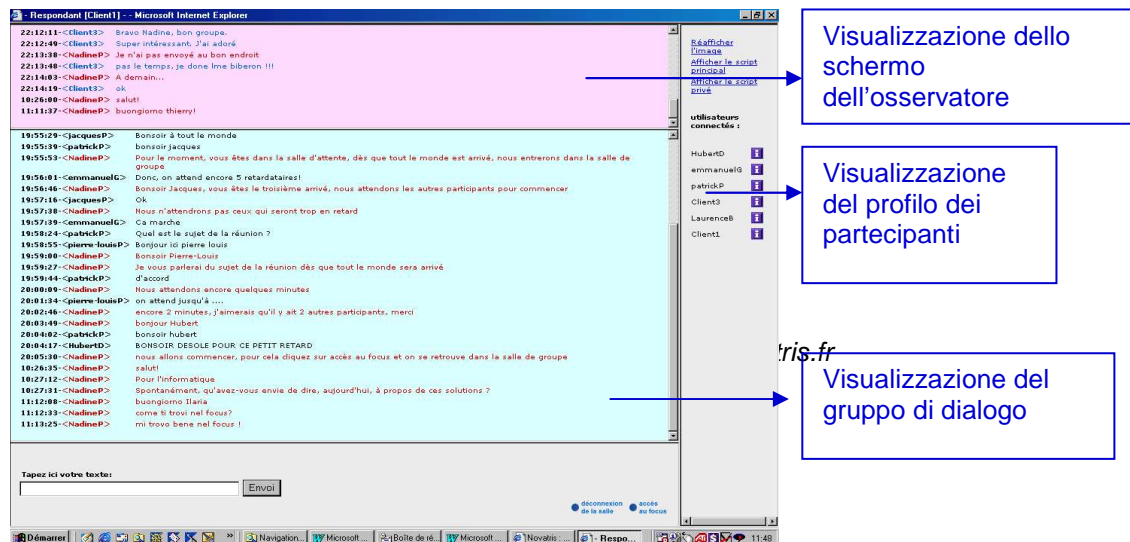 - Respondant [Client1] - - Microsoft Internet Explorer
22:12:11-<Client3> Bravo Nadine, bon groupe.
22:12:49-<Client3> Super intéressant. J'ai adoré
22:13:38-<NadineP> Je n'ai pas envoyé au bon endroit
22:13:48-<Client3> pas le temps, je donc lme biberon !!!
22:14:03-<NadineP> A demain...
22:14:19-<Client3> ok
10:26:00-<NadineP> salut!
11:11:37-<NadineP> buongiorno thierry!
Réafficher
l'image
Afficher le script
principal
Afficher le script
privé
utilisateurs
connectés :
HubertD
emmanuelG
patrickP
Client3
LaurenceB
Client1
19:55:29-<jacquesP> Bonsoir à tout le monde
19:55:39-<patrickP> bonsoir jacques
19:55:53-<NadineP> Pour le moment, vous êtes dans la salle d'attente, dès que tout le monde est arrivé, nous entrerons dans la salle de
groupe
19:56:01-<emmanuelG> Donc, on attend encore 5 retardataires!
19:56:46-<NadineP> Bonsoir Jacques, vous êtes le troisième arrivé, nous attendons les autres participants pour commencer
19:57:16-<jacquesP> Ok
19:57:38-<NadineP> Nous n'attendrons pas ceux qui seront trop en retard
19:57:39-<emmanuelG> Ca marche
19:58:24-<patrickP> Quel est le sujet de la réunion ?
19:58:55-<pierre-louisP> Bonjour ici pierre louis
19:59:00-<NadineP> Bonsoir Pierre-Louis
19:59:27-<NadineP> Je vous parlerai du sujet de la réunion dès que tout le monde sera arrivé
19:59:44-<patrickP> d'accord
20:00:09-<NadineP> Nous attendons encore quelques minutes
20:01:34-<pierre-louisP> on attend jusqu'à ....
20:02:46-<NadineP> encore 2 minutes, j'aimerais qu'il y ait 2 autres participants, merci
20:03:49-<NadineP> bonjour Hubert
20:04:02-<patrickP> bonsoir hubert
20:04:17-<HubertD> BONSOIR DESOLE POUR CE PETIT RETARD
20:05:30-<NadineP> nous allons commencer, pour cela cliquez sur accès au focus et on se retrouve dans la salle de groupe
10:26:35-<NadineP> salut!
10:27:12-<NadineP> Pour l'informatique
10:27:31-<NadineP> Spontanément, qu'avez-vous envie de dire, aujourd'hui, à propos de ces solutions ?
11:12:08-<NadineP> buongiorno Ilaria
11:12:33-<NadineP> come ti trovi nel focus?
11:13:25-<NadineP> mi trovo bene nel focus !
Tapez ici votre texte:
Envoi
déconnexion
de la salle
accès
au focus
Démarrer » Navigation... Microsoft ... Boîte de ré... Microsoft ... Novatris : ... - Respo... 11:48
Visualizzazione dello
schermo
dell'osservatore
Visualizzazione
del profilo dei
partecipanti
tris.fr
Visualizzazione del
gruppo di dialogo